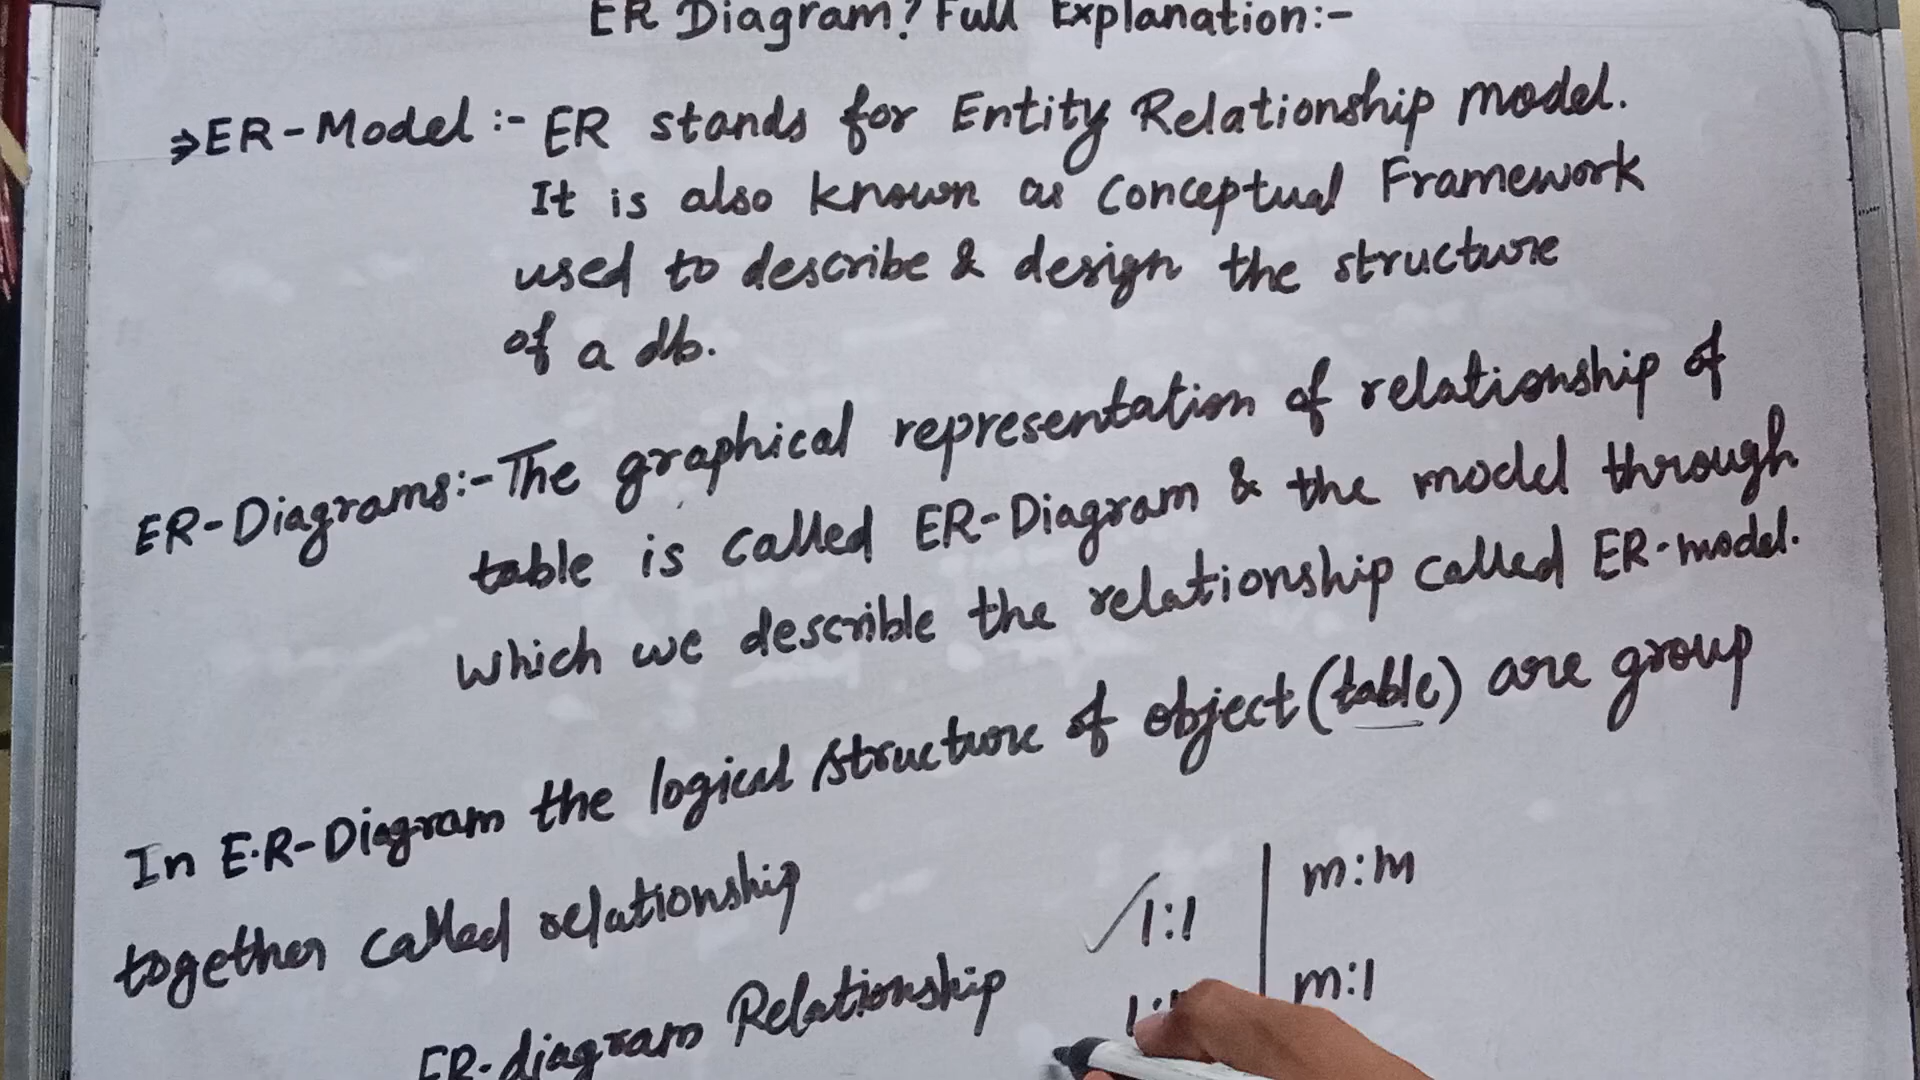 ER Diagram? Full Explanation:-
⇒ER-Model :- ER stands for Entity Relationship model.
It is also known as Conceptual Framework
used to describe & design the structure
of a db.
ER-Diagrams:- The graphical representation of relationship of
table is called ER-Diagram & the model through
which we describle the relationship called ER-model.
In E.R-Diagram the logical structure of object (table) are group
together called relationship
ER-diagram Relationship
✓1:1 | m:m
m:1